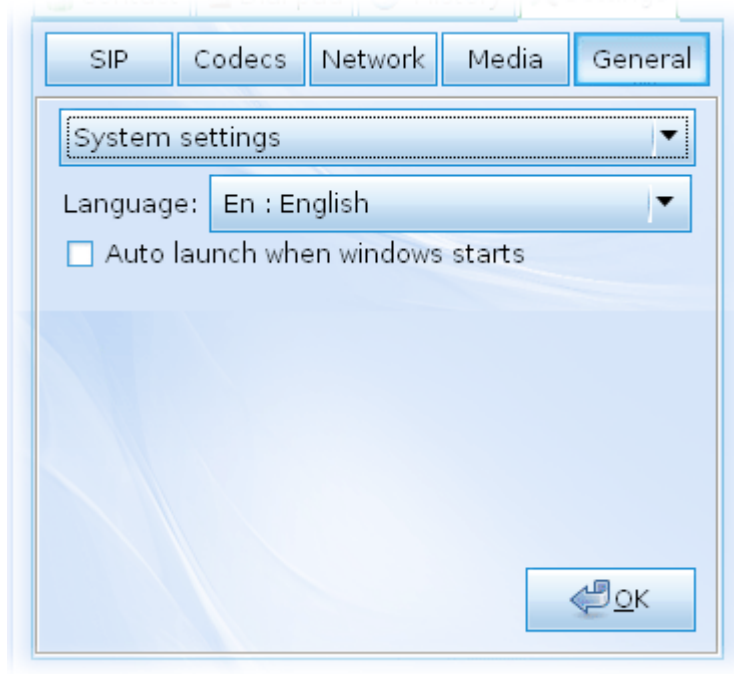 SIP Codecs Network Media General
System settings
Language: En : English
Auto launch when windows starts
OK